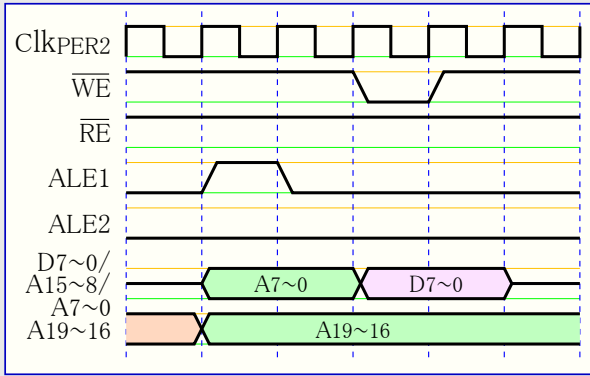 ClkPER2
WE
RE
ALE1
ALE2
D7~0/
A15~8/
A7~0
A19~16
A7~0
D7~0
A19~16